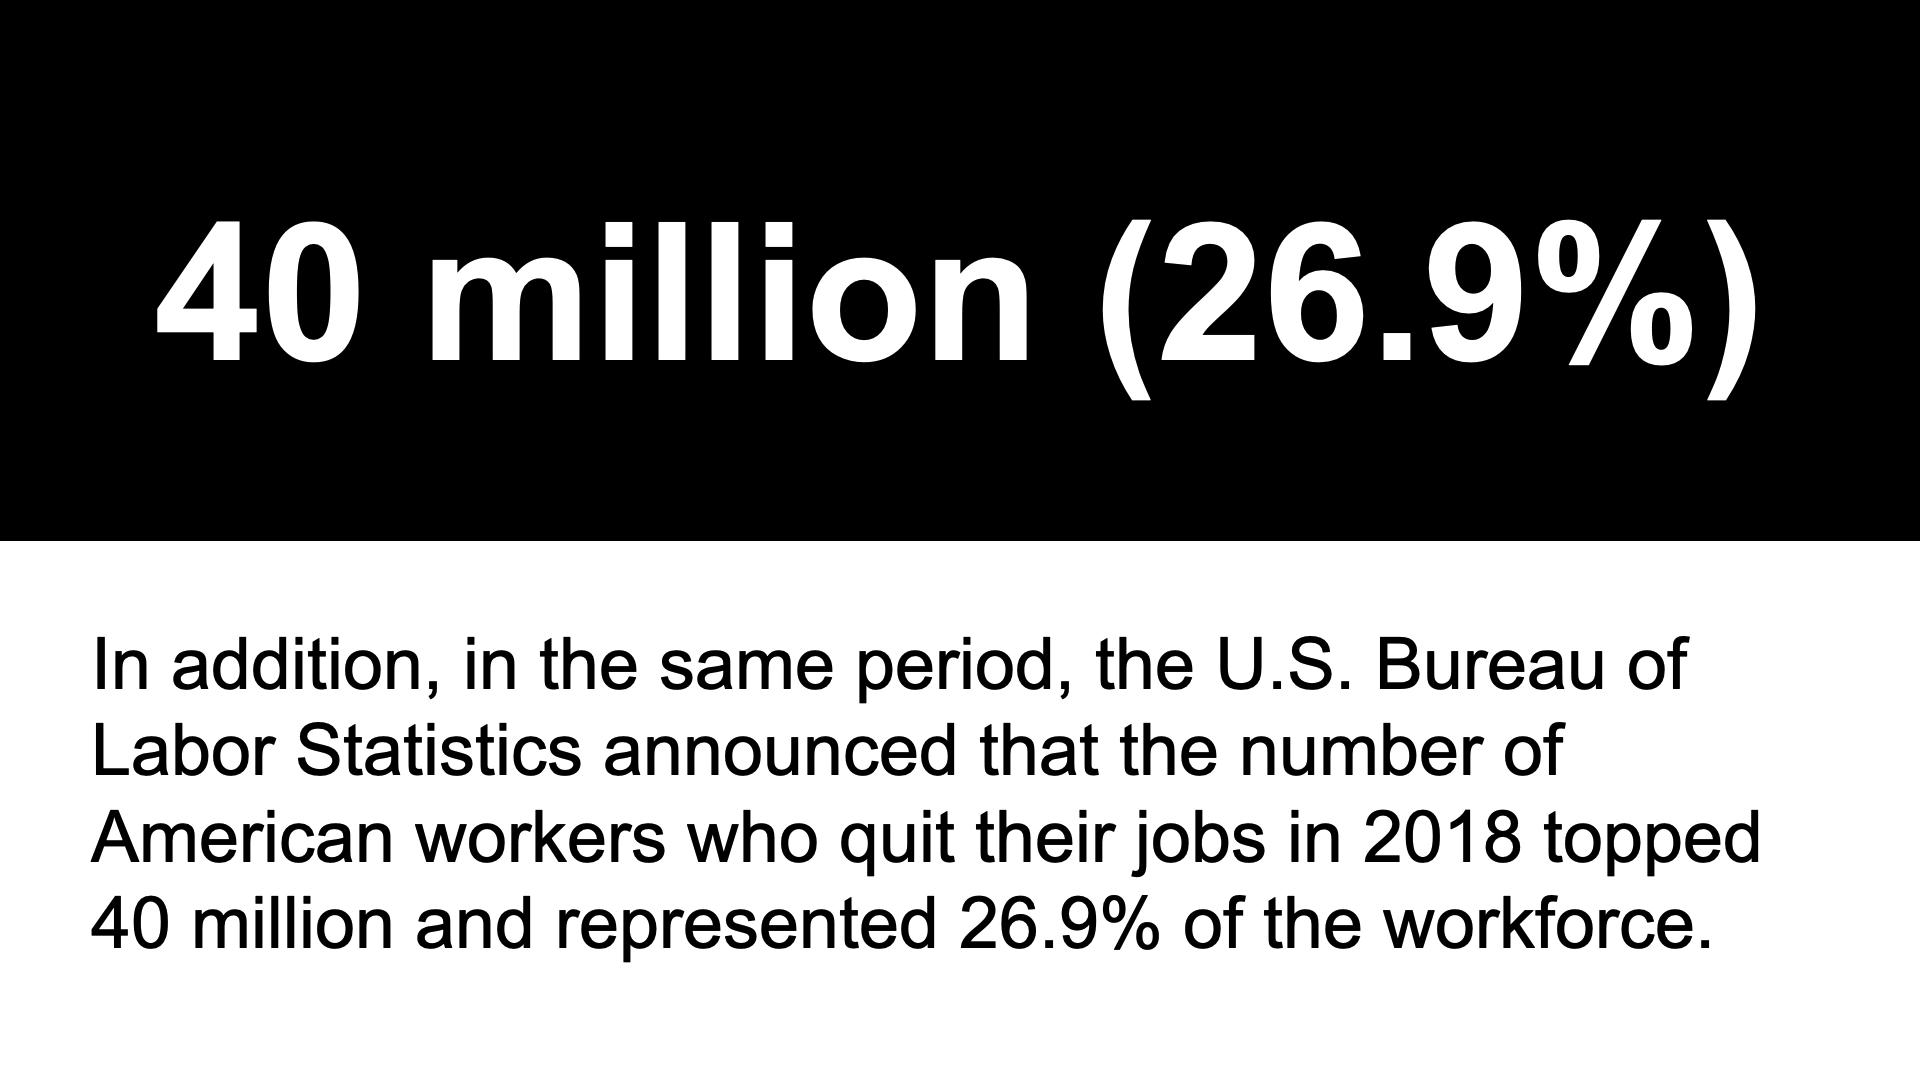 40 million (26.9%)
In addition, in the same period, the U.S. Bureau of
Labor Statistics announced that the number of
American workers who quit their jobs in 2018 topped
40 million and represented 26.9% of the workforce.